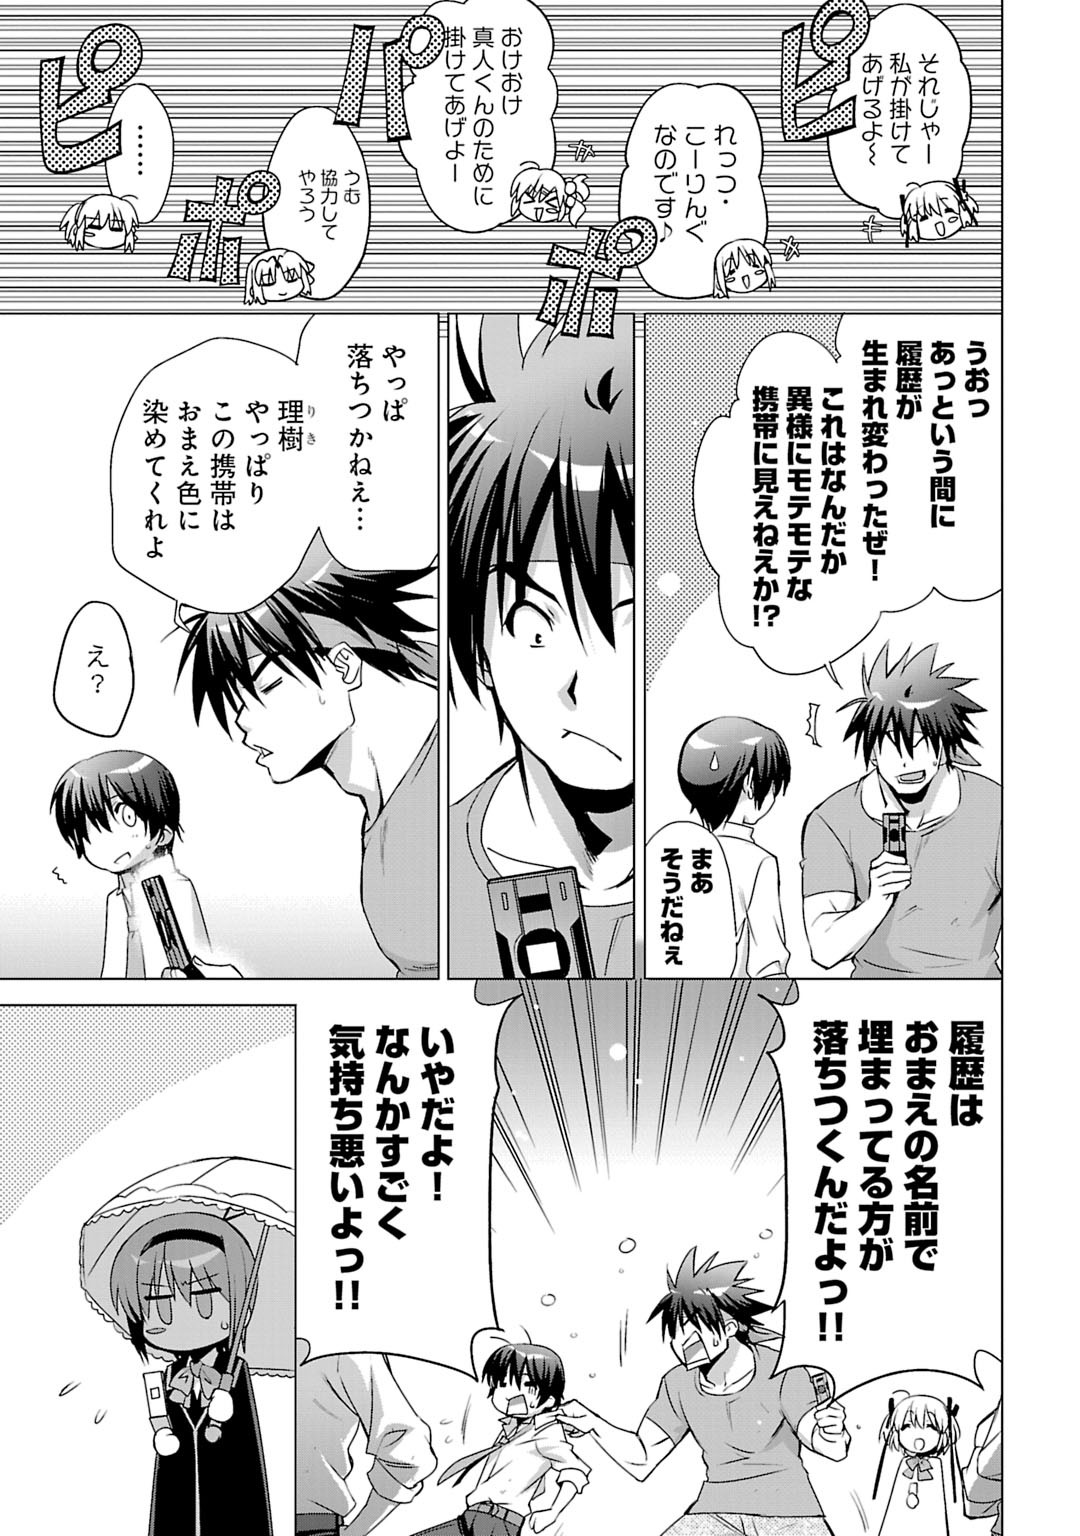 それじゃー
私が掛けて
あげるよ〜
ピ
れっつ・
こーりんぐ
なのです♪
ポ
おけおけ
真人くんのために
掛けてあげよー
パ
うむ
協力して
やろう
ポ
……
ピ
うおっ
あっという間に
履歴が
生まれ変わったぜ!
これはなんだか
異様にモテモテな
携帯に見えねえか!?
まあ
そうだねえ
やっぱ
落ちつかねえ…
理樹
りき
やっぱり
この携帯は
おまえ色に
染めてくれよ
え?
履歴は
おまえの名前で
埋まってる方が
落ちつくんだよっ!!
いやだよ!
なんかすごく
気持ち悪いよっ!!